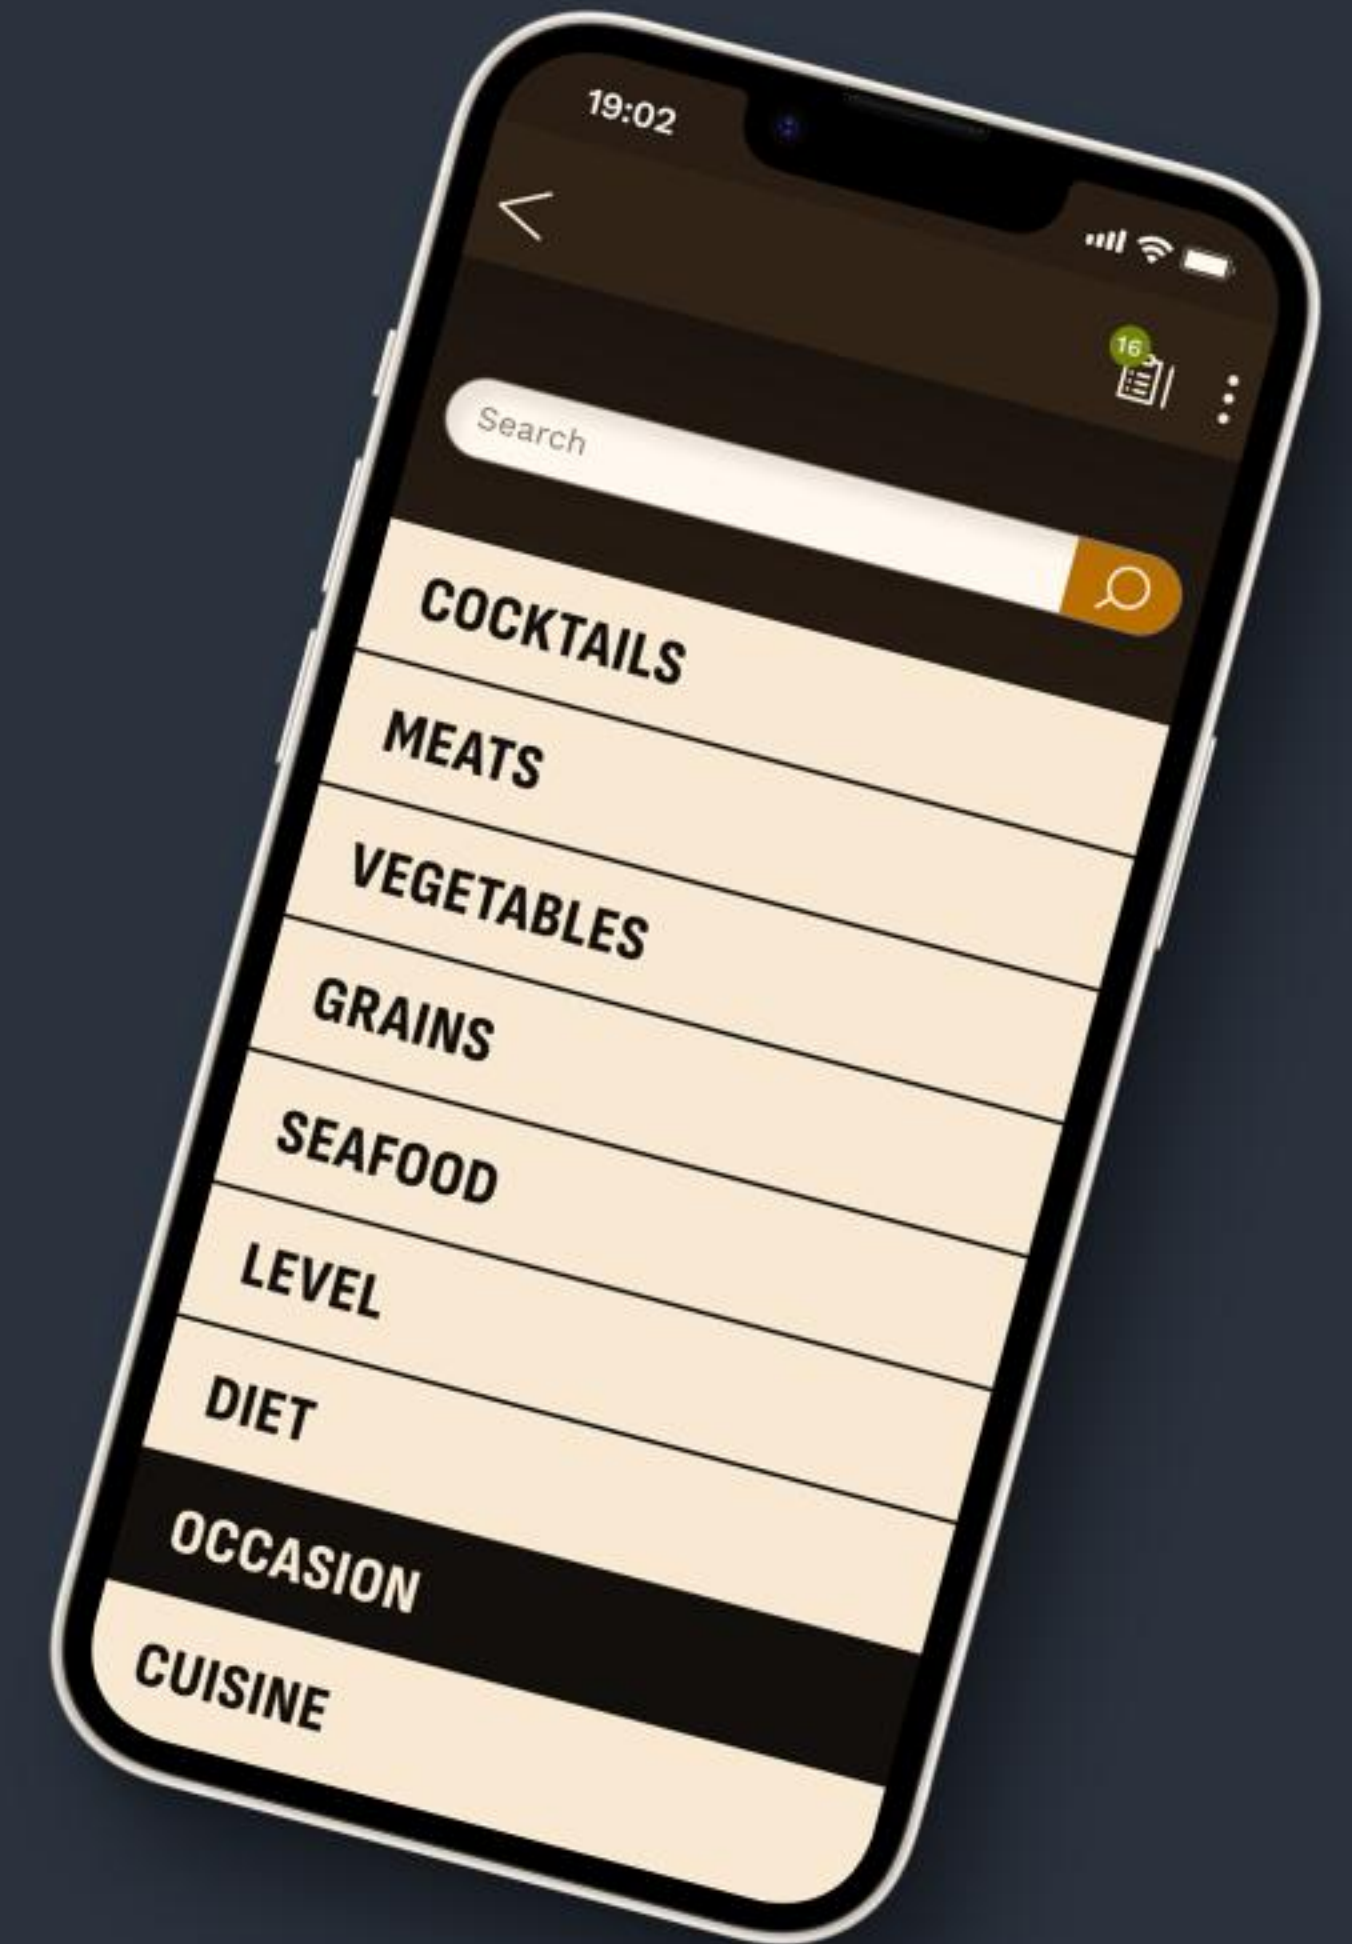 19:02
16
Search
COCKTAILS
MEATS
VEGETABLES
GRAINS
SEAFOOD
LEVEL
DIET
OCCASION
CUISINE